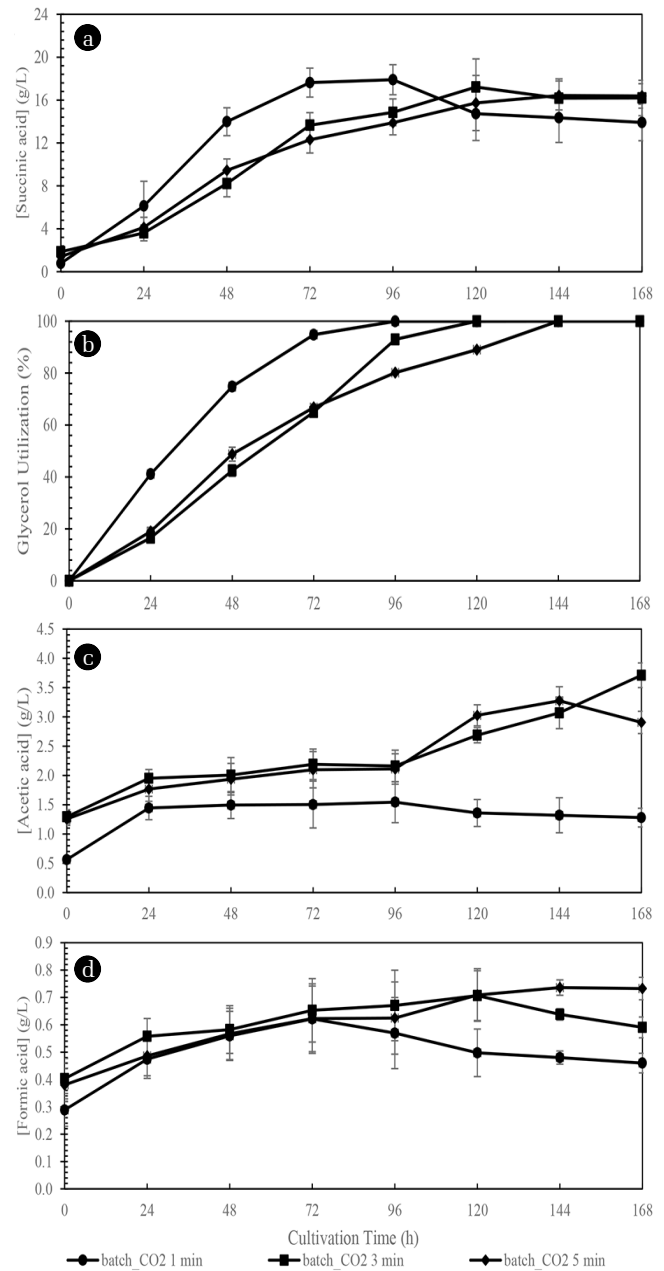 a
[Succinic acid] (g/L)
24
20
16
12
8
4
0
0 24 48 72 96 120 144 168
b
Glycerol Utilization (%)
100
80
60
40
20
0
0 24 48 72 96 120 144 168
c
[Acetic acid] (g/L)
4.5
4.0
3.5
3.0
2.5
2.0
1.5
1.0
0.5
0.0
0 24 48 72 96 120 144 168
d
[Formic acid] (g/L)
0.9
0.8
0.7
0.6
0.5
0.4
0.3
0.2
0.1
0.0
0 24 48 72 96 120 144 168
Cultivation Time (h)
batch_CO2 1 min batch_CO2 3 min batch_CO2 5 min